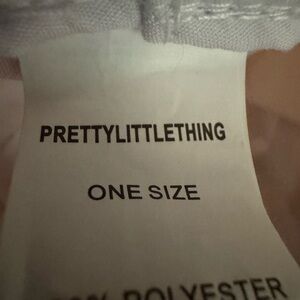 PRETTYLITTLETHING
ONE SIZE
% POLYESTER